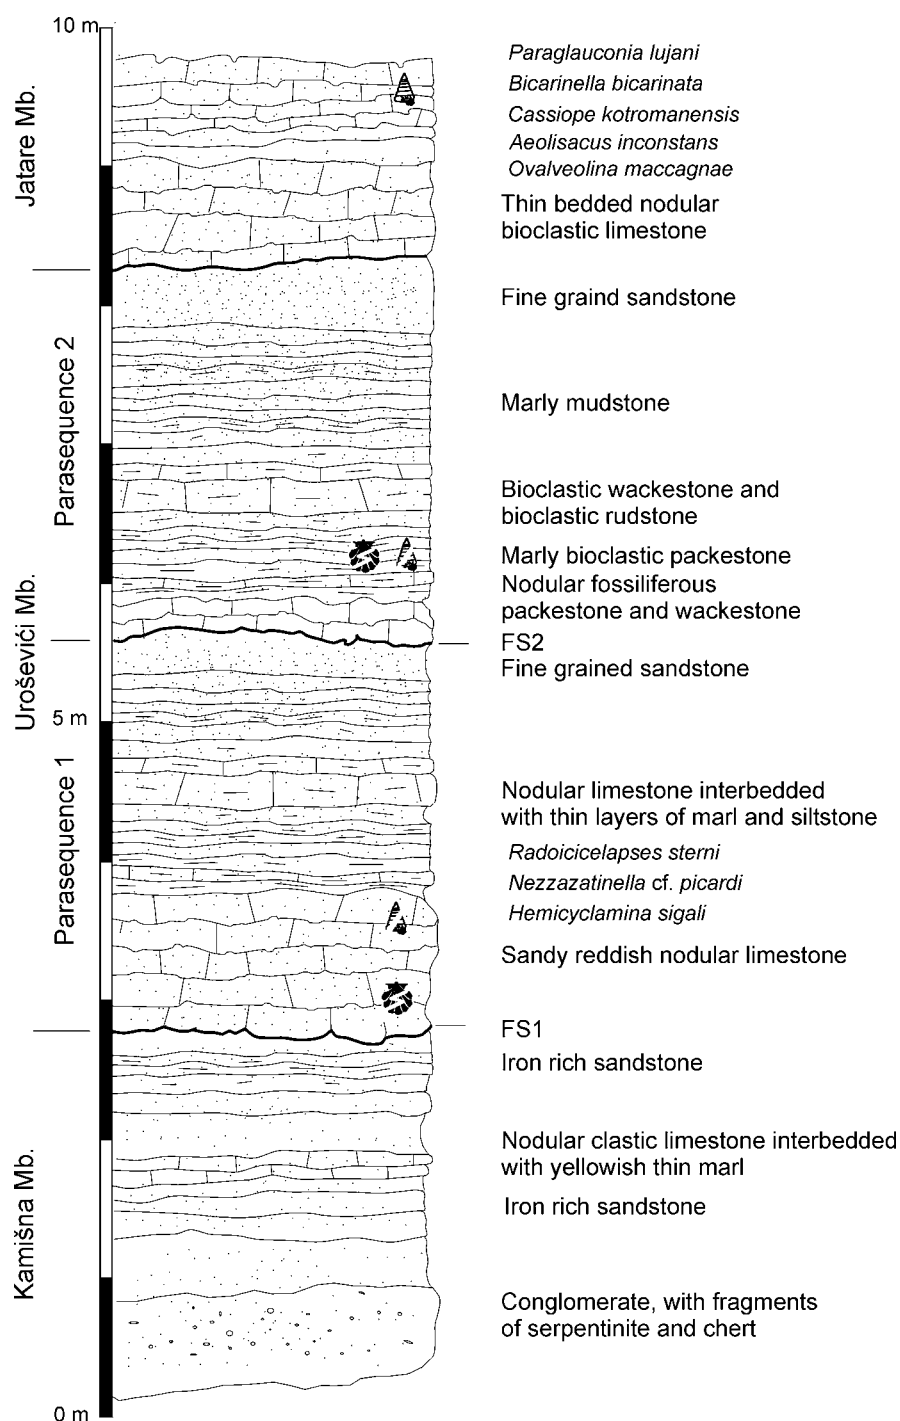 10 m
Jatare Mb.
Paraglauconia lujani
Bicarinella bicarinata
Cassiope kotromanensis
Aeolisacus inconstans
Ovalveolina maccagnae
Thin bedded nodular
bioclastic limestone
Fine graind sandstone
Parasequence 2
Marly mudstone
Bioclastic wackestone and
bioclastic rudstone
Marly bioclastic packestone
Nodular fossiliferous
packestone and wackestone
Uroševići Mb.
FS2
Fine grained sandstone
5 m
Parasequence 1
Nodular limestone interbedded
with thin layers of marl and siltstone
Radoicicelapses sterni
Nezzazatinella cf. picardi
Hemicyclamina sigali
Sandy reddish nodular limestone
FS1
Iron rich sandstone
Kamišna Mb.
Nodular clastic limestone interbedded
with yellowish thin marl
Iron rich sandstone
Conglomerate, with fragments
of serpentinite and chert
0 m